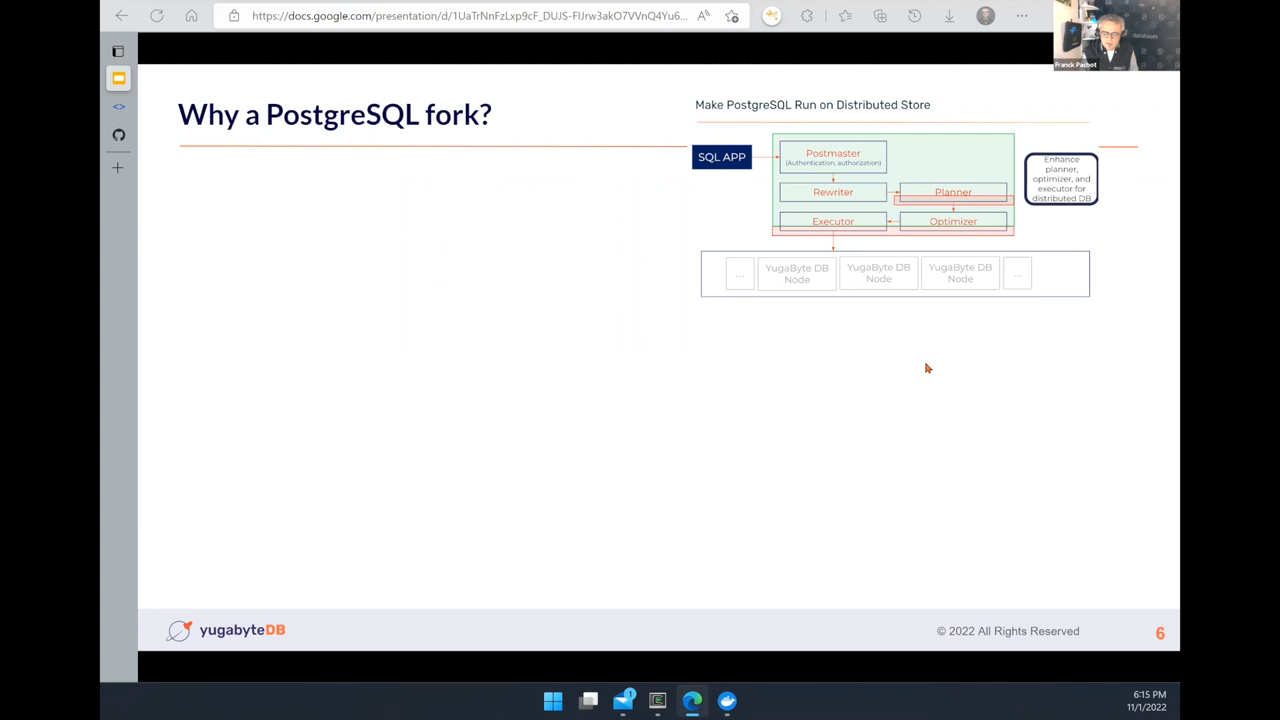 https://docs.google.com/presentation/d/1UaTrNnFzLxp9cF_DUJS-FIJrw3akO7VVnQ4Yu6...
databases
Franck Pachot
Why a PostgreSQL fork?
Make PostgreSQL Run on Distributed Store
SQL APP
Postmaster
(Authentication, authorization)
Rewriter
Planner
Executor
Optimizer
Enhance
planner,
optimizer, and
executor for
distributed DB
...
YugaByte DB
Node
YugaByte DB
Node
YugaByte DB
Node
...
yugabyteDB
© 2022 All Rights Reserved
6
1
6:15 PM
11/1/2022